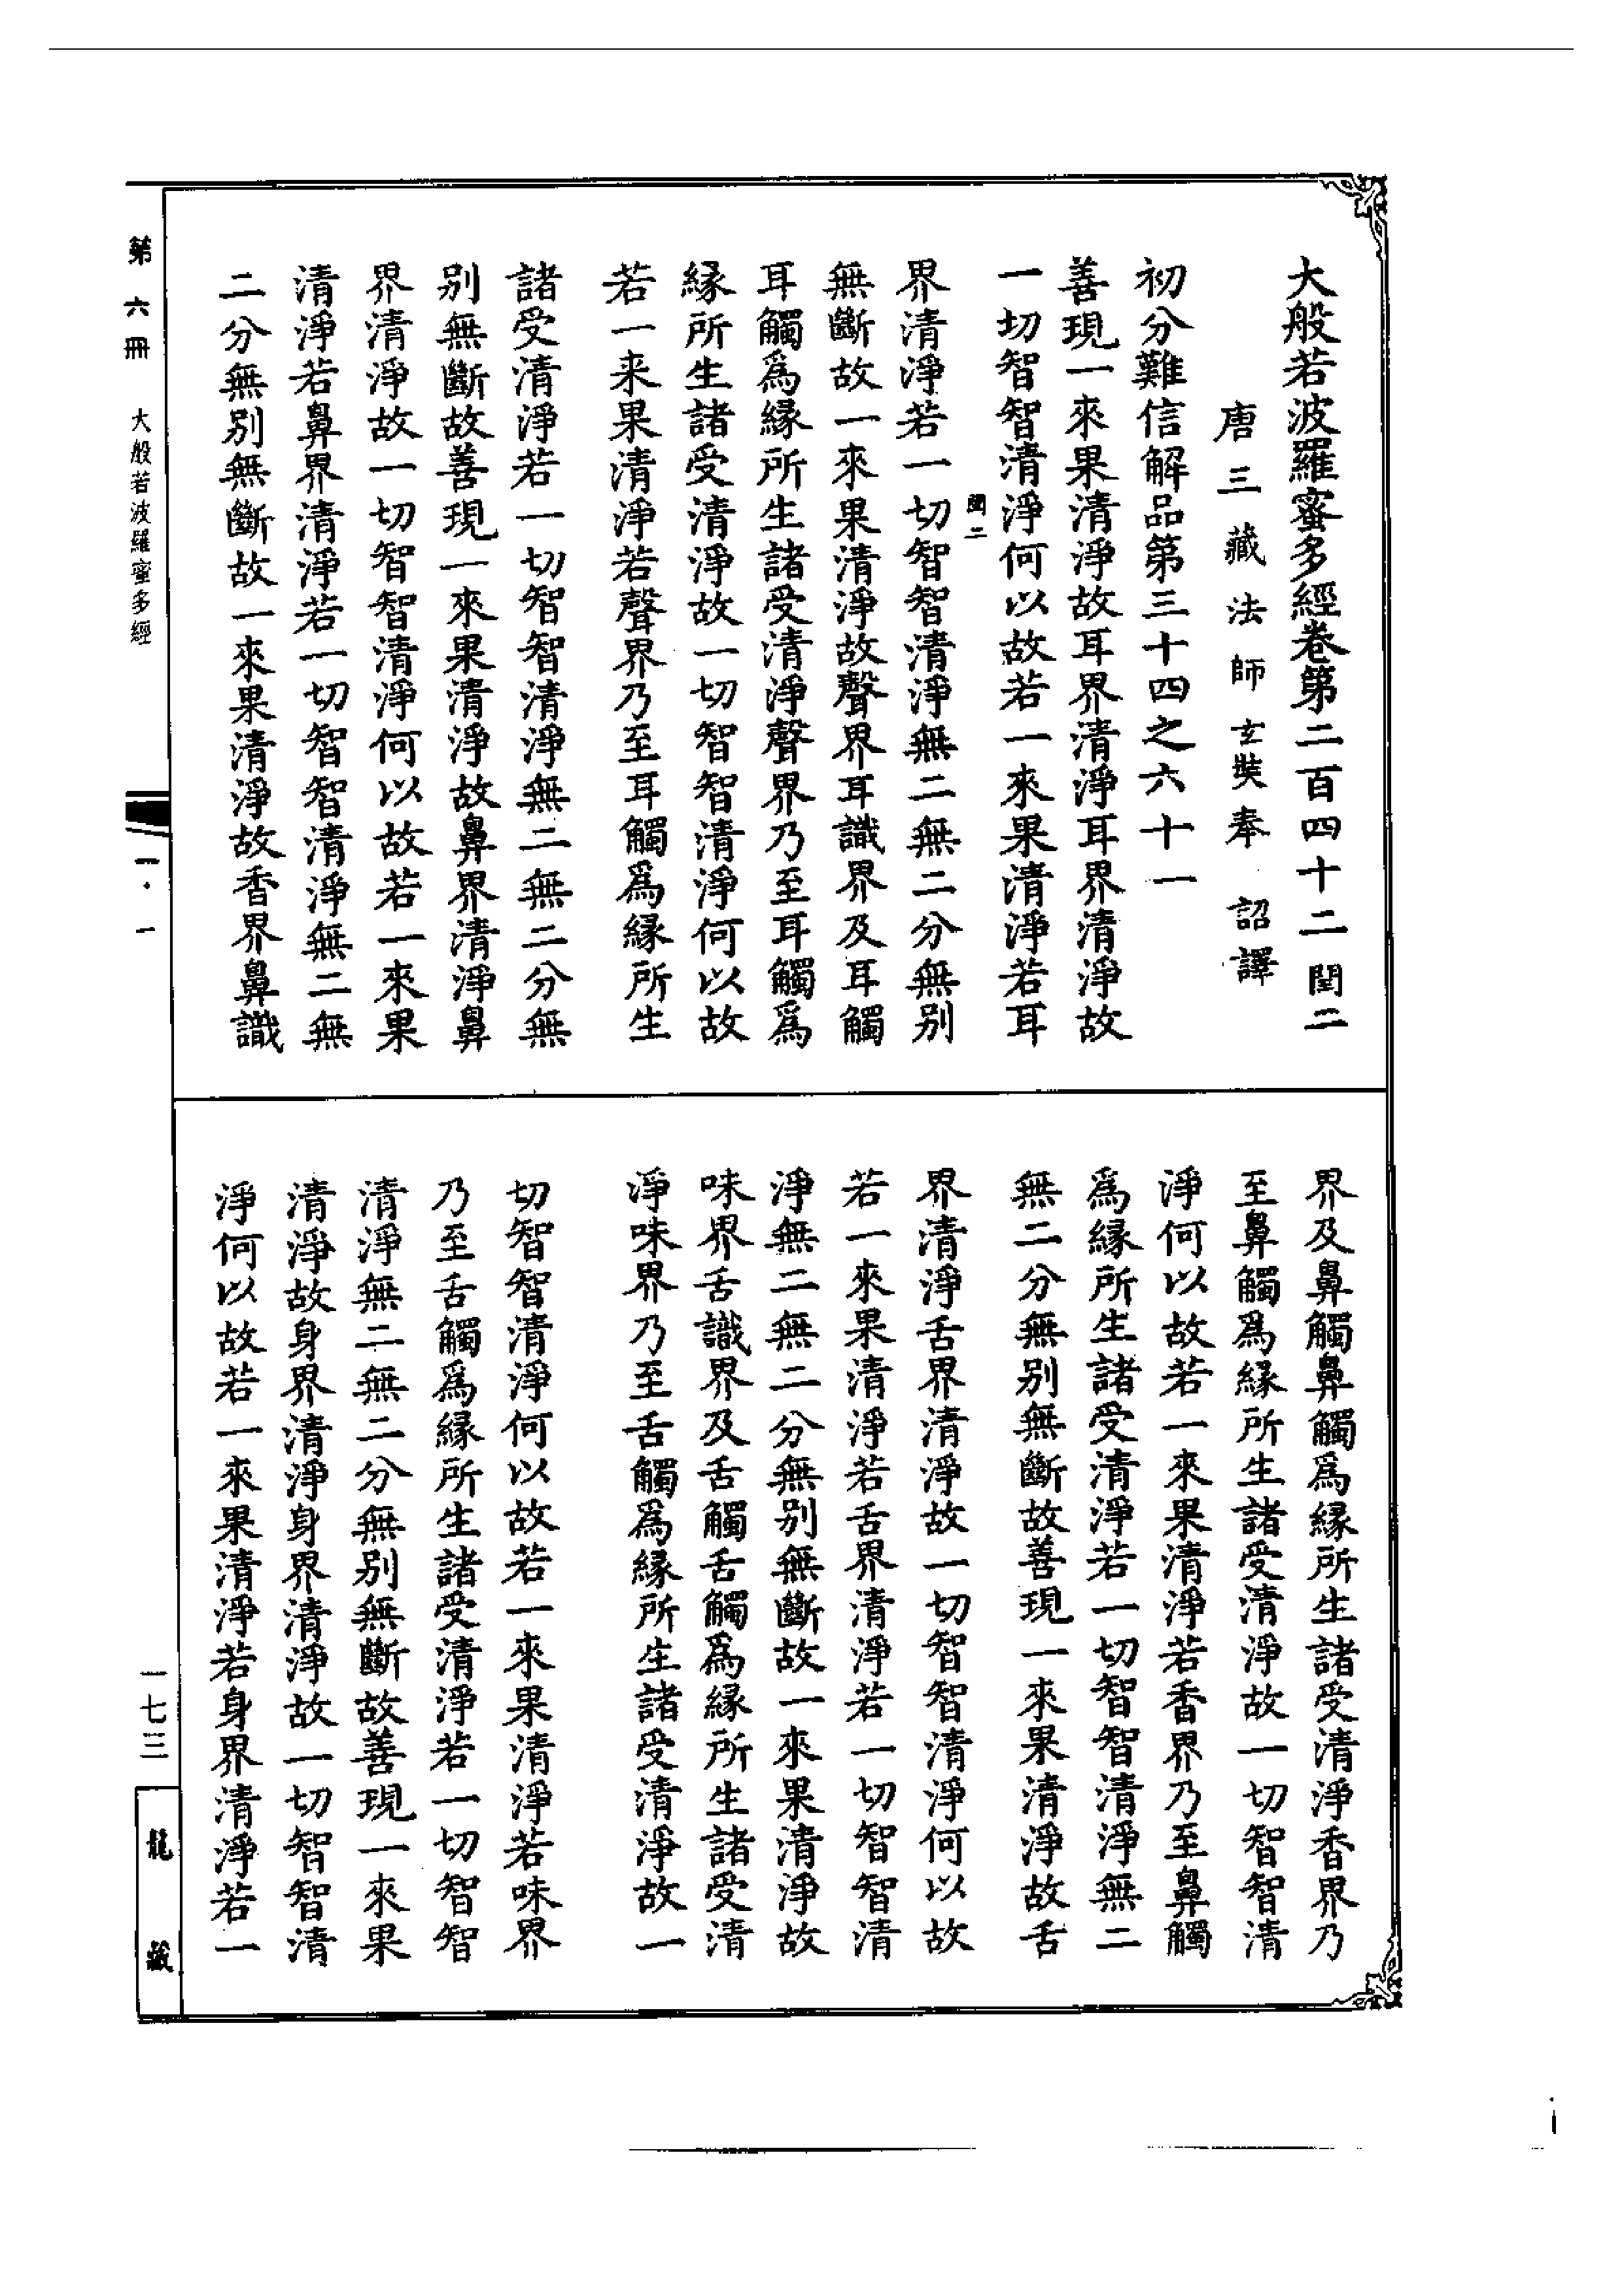 大般若波羅蜜多經卷第二百四十二 閏二
唐三藏法師玄奘奉 詔譯
初分難信解品第三十四之六十一
善現一來果清淨故耳界清淨耳界清淨故
一切智智清淨何以故若一來果清淨若耳
閏二
界清淨若一切智智清淨無二無二分無别
無斷故一來果清淨故聲界耳識界及耳觸
耳觸爲緣所生諸受清淨聲界乃至耳觸爲
緣所生諸受清淨故一切智智清淨何以故
若一来果清淨若聲界乃至耳觸爲緣所生
諸受清淨若一切智智清淨無二無二分無
别無斷故善現一來果清淨故鼻界清淨鼻
界清淨故一切智智清淨何以故若一來果
清淨若鼻界清淨若一切智智清淨無二無
二分無别無斷故一來果清淨故香界鼻識
界及鼻觸鼻觸爲緣所生諸受清淨香界乃
至鼻觸爲緣所生諸受清淨故一切智智清
淨何以故若一來果清淨若香界乃至鼻觸
爲緣所生諸受清淨若一切智智清淨無二
無二分無别無斷故善現一來果清淨故舌
界清淨舌界清淨故一切智智清淨何以故
若一來果清淨若舌界清淨若一切智智清
淨無二無二分無别無斷故一來果清淨故
味界舌識界及舌觸舌觸爲緣所生諸受清
淨味界乃至舌觸爲緣所生諸受清淨故一
切智智清淨何以故若一來果清淨若味界
乃至舌觸爲緣所生諸受清淨若一切智智
清淨無二無二分無别無斷故善現一來果
清淨故身界清淨身界清淨故一切智智清
淨何以故若一來果清淨若身界清淨若一
第六冊 大般若波羅蜜多經
一·一
一七三
龍藏